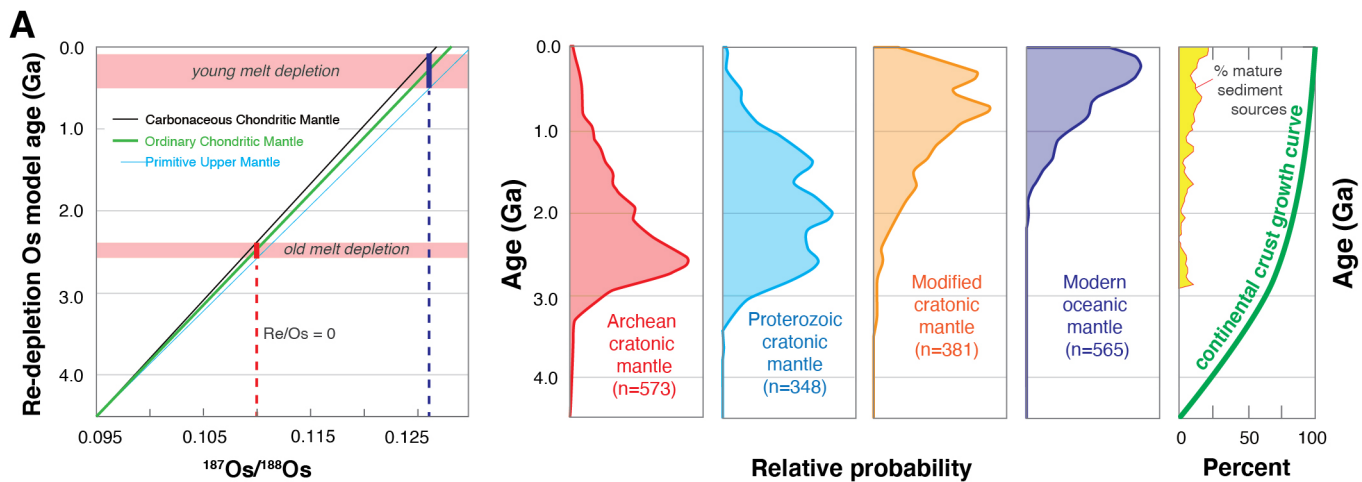 A
Re-depletion Os model age (Ga)
0.0
1.0
2.0
3.0
4.0
young melt depletion
Carbonaceous Chondritic Mantle
Ordinary Chondritic Mantle
Primitive Upper Mantle
old melt depletion
Re/Os = 0
0.095
0.105
0.115
0.125
¹⁸⁷Os/¹⁸⁸Os
Age (Ga)
0.0
1.0
2.0
3.0
4.0
Archean
cratonic
mantle
(n=573)
Proterozoic
cratonic
mantle
(n=348)
Modified
cratonic
mantle
(n=381)
Modern
oceanic
mantle
(n=565)
Relative probability
% mature
sediment
sources
continental crust growth curve
0
50
100
Percent
Age (Ga)